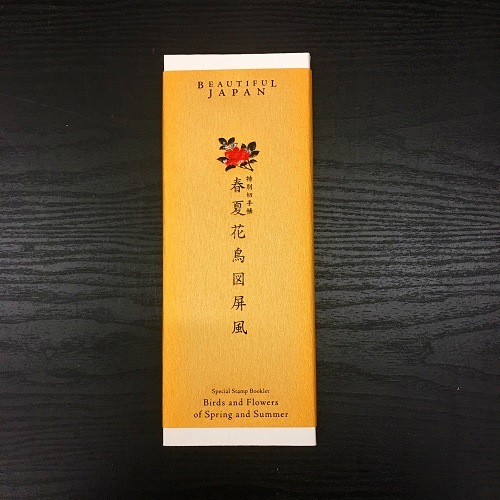 BEAUTIFUL
JAPAN
特別切手帳
春夏花鳥図屏風
Special Stamp Booklet
Birds and Flowers
of Spring and Summer